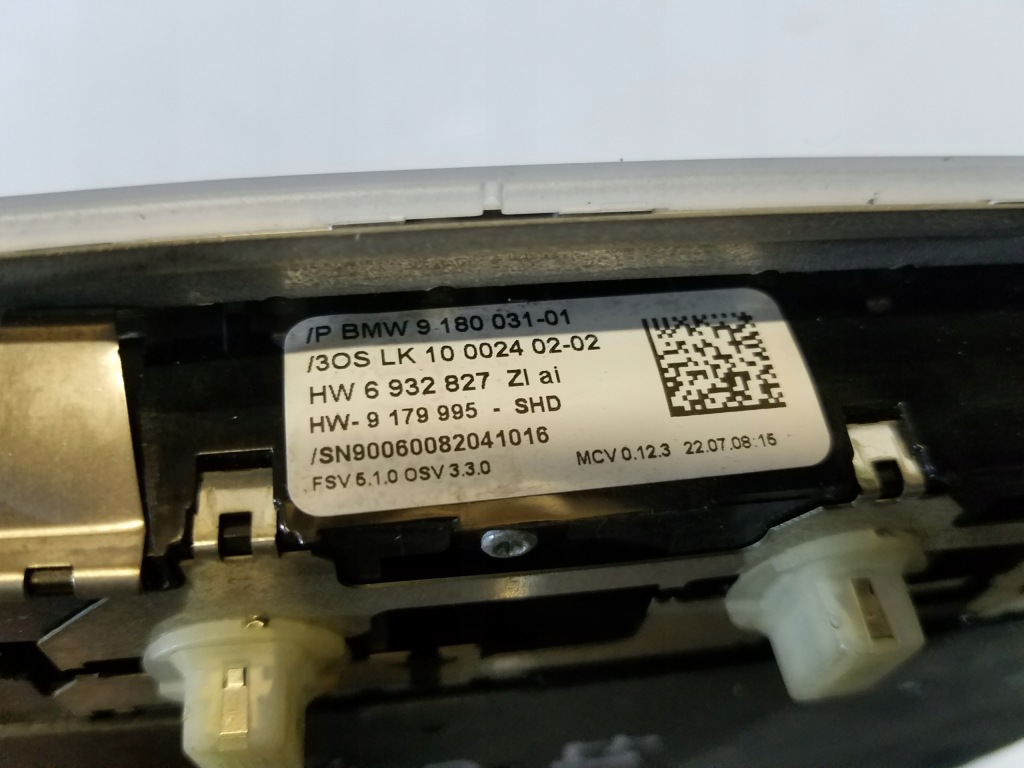 /P BMW 9 180 031-01
/3OS LK 10 0024 02-02
HW 6 932 827 ZI ai
HW- 9 179 995 - SHD
/SN90060082041016
FSV 5.1.0 OSV 3.3.0
MCV 0.12.3 22.07.08:15